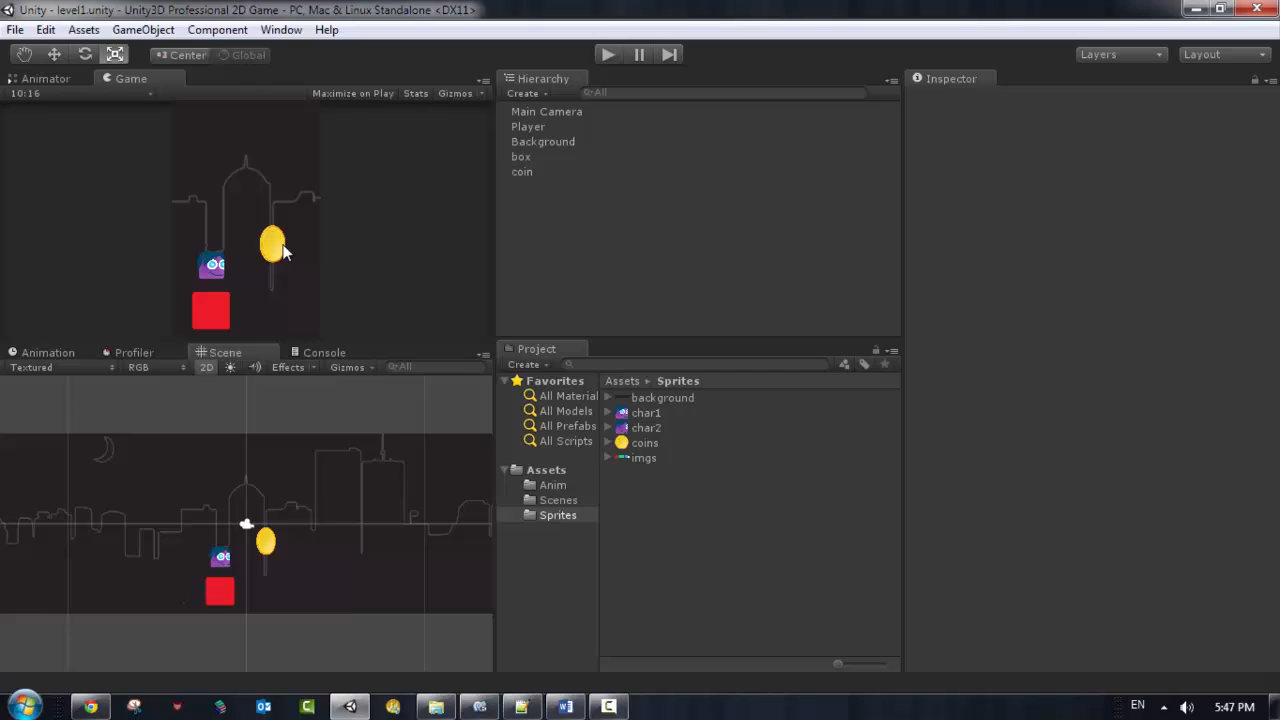 Unity - level1.unity - Unity3D Professional 2D Game - PC, Mac & Linux Standalone <DX11>
File Edit Assets GameObject Component Window Help
Center Global Layers Layout
Animator Game Hierarchy Inspector
10:16 Maximize on Play Stats Gizmos Create All
Main Camera
Player
Background
box
coin
Animation Profiler Scene Console Project
Textured RGB 2D Effects Gizmos All Create
Favorites
All Material
All Models
All Prefabs
All Scripts
Assets
Anim
Scenes
Sprites
Assets Sprites
background
char1
char2
coins
imgs
EN 5:47 PM